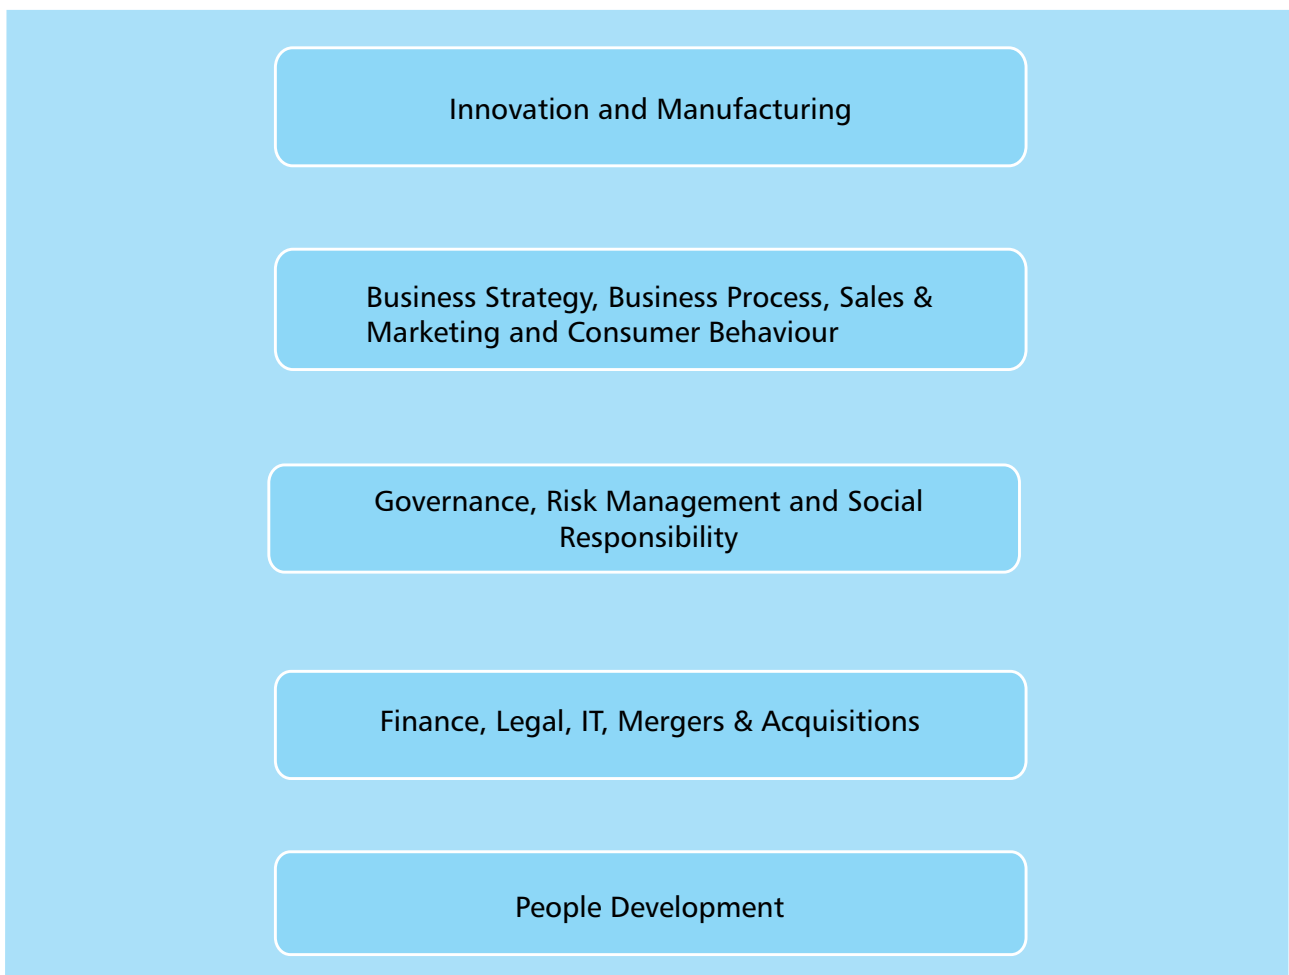 Innovation and Manufacturing
Business Strategy, Business Process, Sales &
Marketing and Consumer Behaviour
Governance, Risk Management and Social
Responsibility
Finance, Legal, IT, Mergers & Acquisitions
People Development